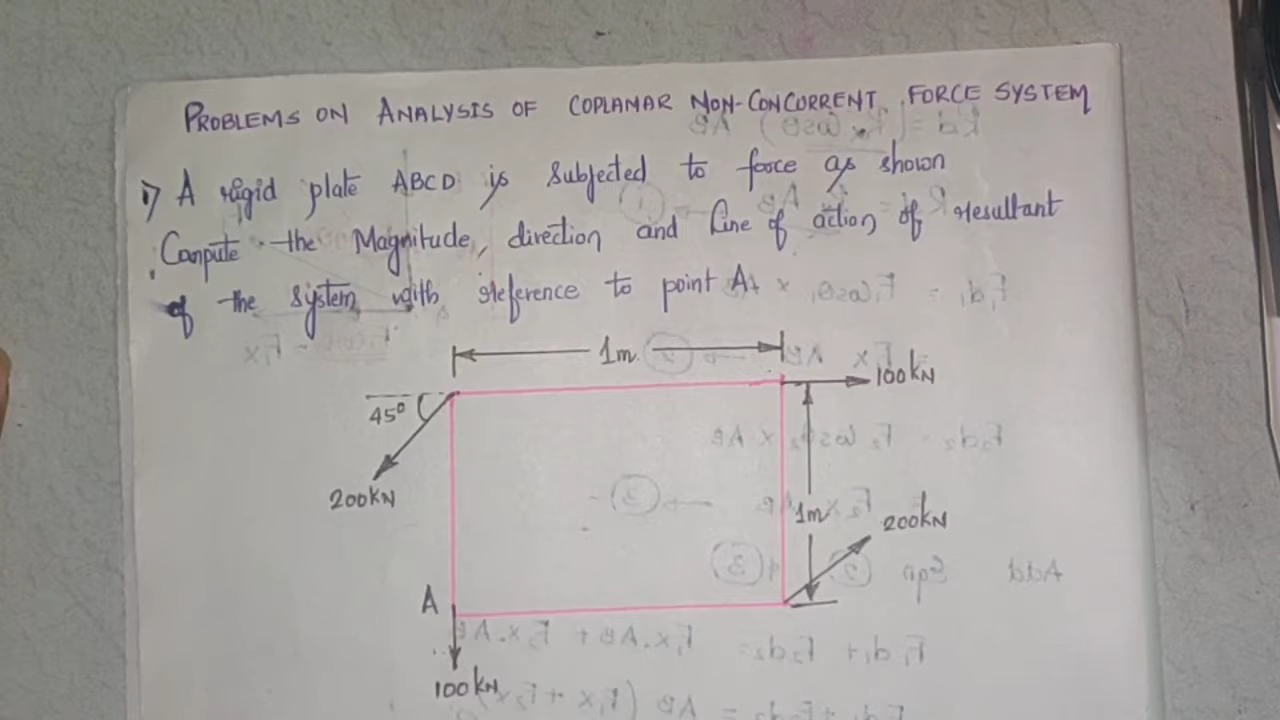 PROBLEMS ON ANALYSIS OF COPLANAR NON-CONCURRENT FORCE SYSTEM
1) A rigid plate ABCD is subjected to force as shown
Compute the Magnitude, direction and line of action of resultant
of the system with reference to point A.
1m
100kN
45°
200kN
1m
200kN
A
100kN